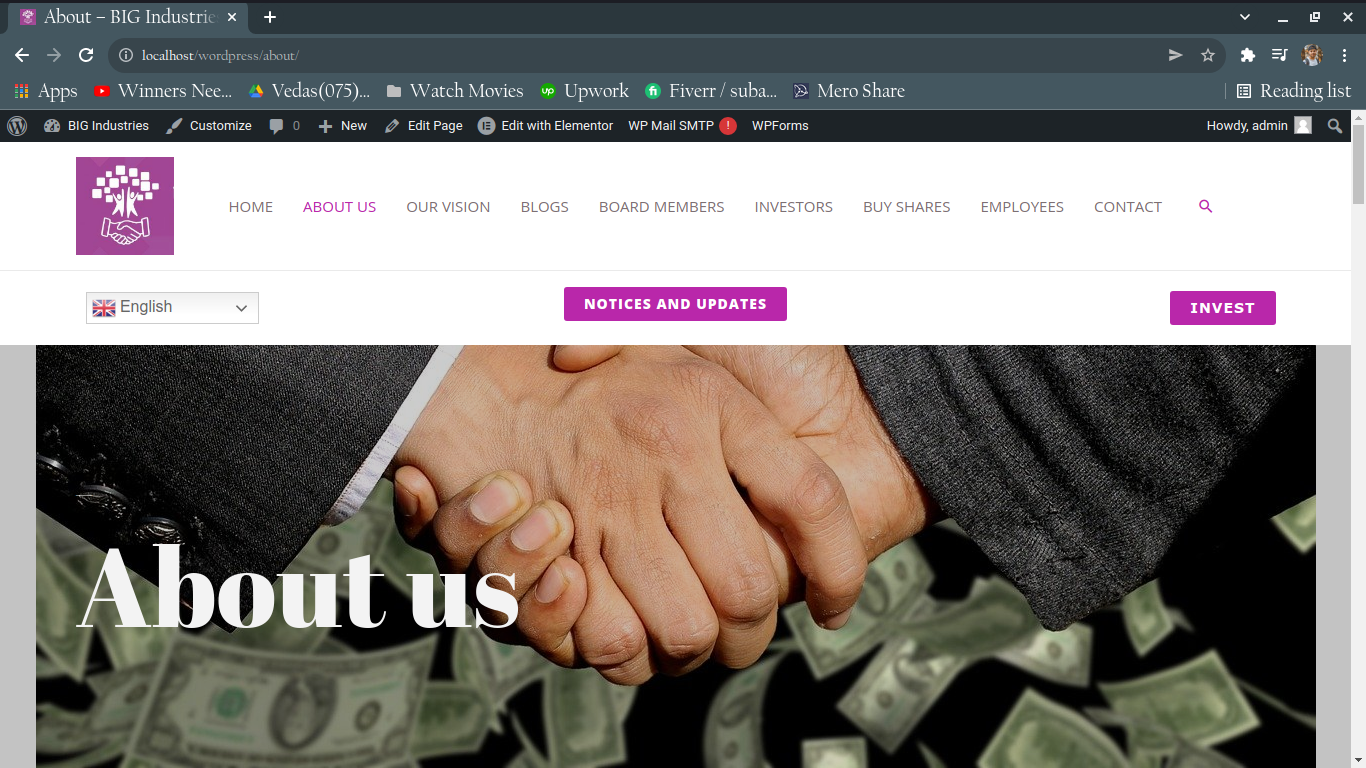 About – BIG Industrie
localhost/wordpress/about/
Apps Winners Nee... Vedas(075)... Watch Movies Upwork Fiverr / suba... Mero Share Reading list
BIG Industries Customize 0 New Edit Page Edit with Elementor WP Mail SMTP ! WPForms Howdy, admin
HOME ABOUT US OUR VISION BLOGS BOARD MEMBERS INVESTORS BUY SHARES EMPLOYEES CONTACT
English NOTICES AND UPDATES INVEST
About us